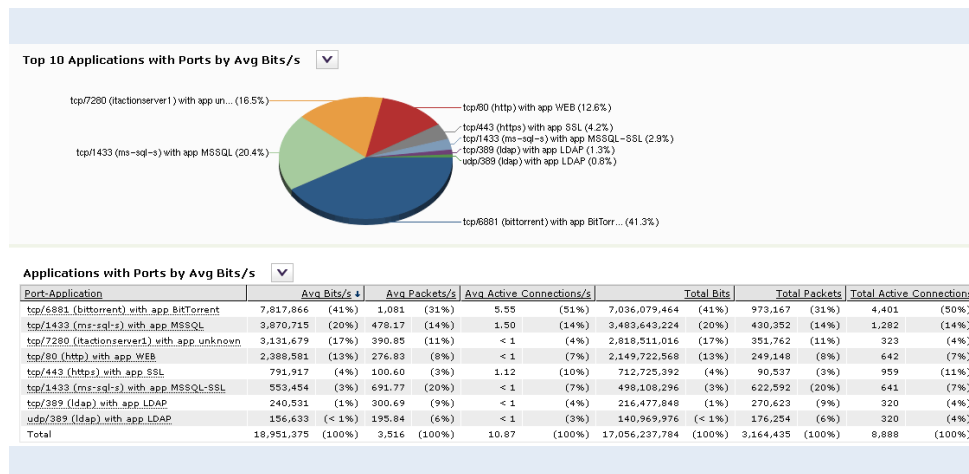 Top 10 Applications with Ports by Avg Bits/s
tcp/7280 (itactionserver1) with app un... (16.5%)
tcp/80 (http) with app WEB (12.6%)
tcp/443 (https) with app SSL (4.2%)
tcp/1433 (ms-sql-s) with app MSSQL-SSL (2.9%)
tcp/1433 (ms-sql-s) with app MSSQL (20.4%)
tcp/389 (ldap) with app LDAP (1.3%)
udp/389 (ldap) with app LDAP (0.8%)
tcp/6881 (bittorrent) with app BitTorr... (41.3%)
Applications with Ports by Avg Bits/s
Port-Application Avg Bits/s Avg Packets/s Avg Active Connections/s Total Bits Total Packets Total Active Connections
tcp/6881 (bittorrent) with app BitTorrent 7,817,866 (41%) 1,081 (31%) 5.55 (51%) 7,036,079,464 (41%) 973,167 (31%) 4,401 (50%)
tcp/1433 (ms-sql-s) with app MSSQL 3,870,715 (20%) 478.17 (14%) 1.50 (14%) 3,483,643,224 (20%) 430,352 (14%) 1,282 (14%)
tcp/7280 (itactionserver1) with app unknown 3,131,679 (17%) 390.85 (11%) < 1 (4%) 2,818,511,016 (17%) 351,762 (11%) 323 (4%)
tcp/80 (http) with app WEB 2,388,581 (13%) 276.83 (8%) < 1 (7%) 2,149,722,568 (13%) 249,148 (8%) 642 (7%)
tcp/443 (https) with app SSL 791,917 (4%) 100.60 (3%) 1.12 (10%) 712,725,392 (4%) 90,537 (3%) 959 (11%)
tcp/1433 (ms-sql-s) with app MSSQL-SSL 553,454 (3%) 691.77 (20%) < 1 (7%) 498,108,296 (3%) 622,592 (20%) 641 (7%)
tcp/389 (ldap) with app LDAP 240,531 (1%) 300.69 (9%) < 1 (4%) 216,477,848 (1%) 270,623 (9%) 320 (4%)
udp/389 (ldap) with app LDAP 156,633 (< 1%) 195.84 (6%) < 1 (3%) 140,969,976 (< 1%) 176,254 (6%) 320 (4%)
Total 18,951,375 (100%) 3,516 (100%) 10.87 (100%) 17,056,237,784 (100%) 3,164,435 (100%) 8,888 (100%)